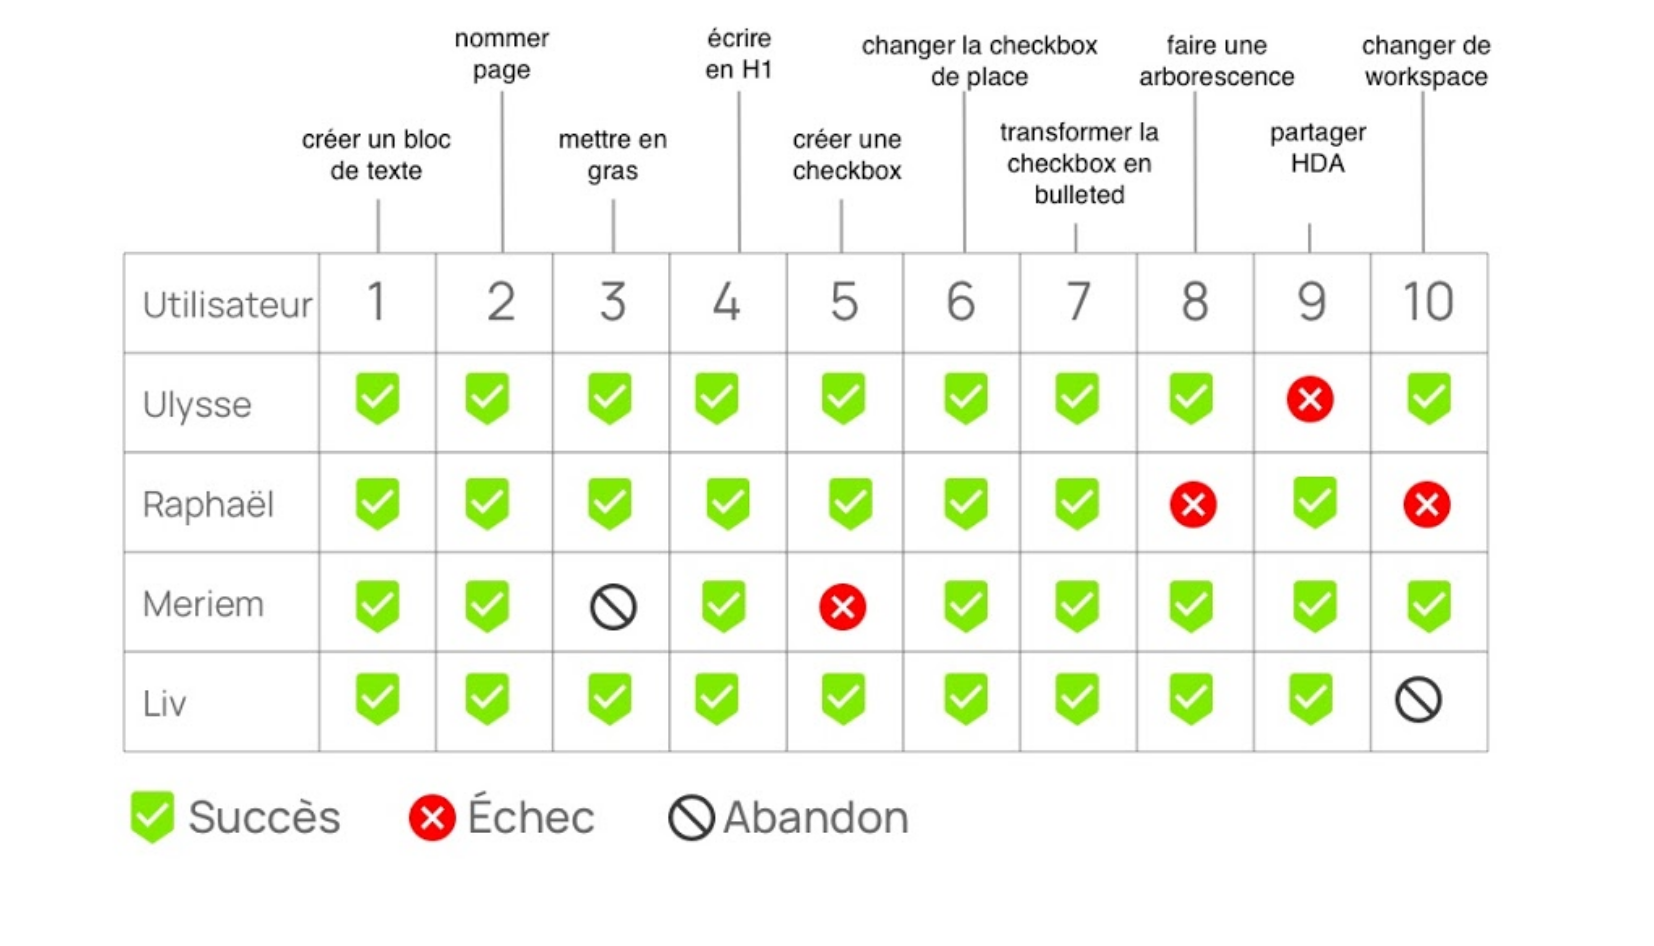 nommer
page
écrire
en H1
changer la checkbox
de place
faire une
arborescence
changer de
workspace
créer un bloc
de texte
mettre en
gras
créer une
checkbox
transformer la
checkbox en
bulleted
partager
HDA
Utilisateur 1 2 3 4 5 6 7 8 9 10
Ulysse
Raphaël
Meriem
Liv
Succès Échec Abandon